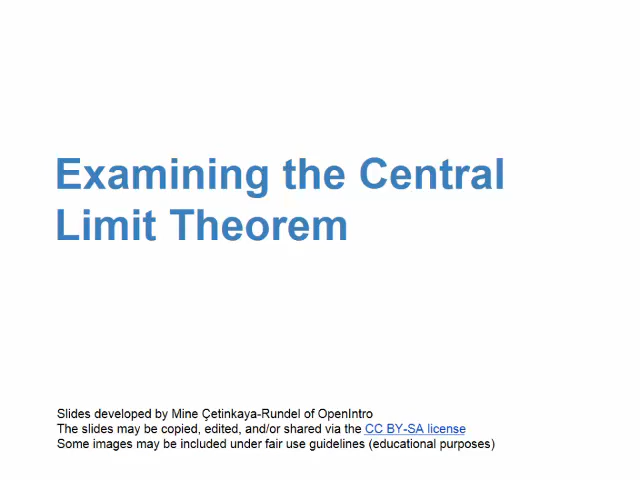 Examining the Central
Limit Theorem
Slides developed by Mine Çetinkaya-Rundel of OpenIntro
The slides may be copied, edited, and/or shared via the CC BY-SA license
Some images may be included under fair use guidelines (educational purposes)